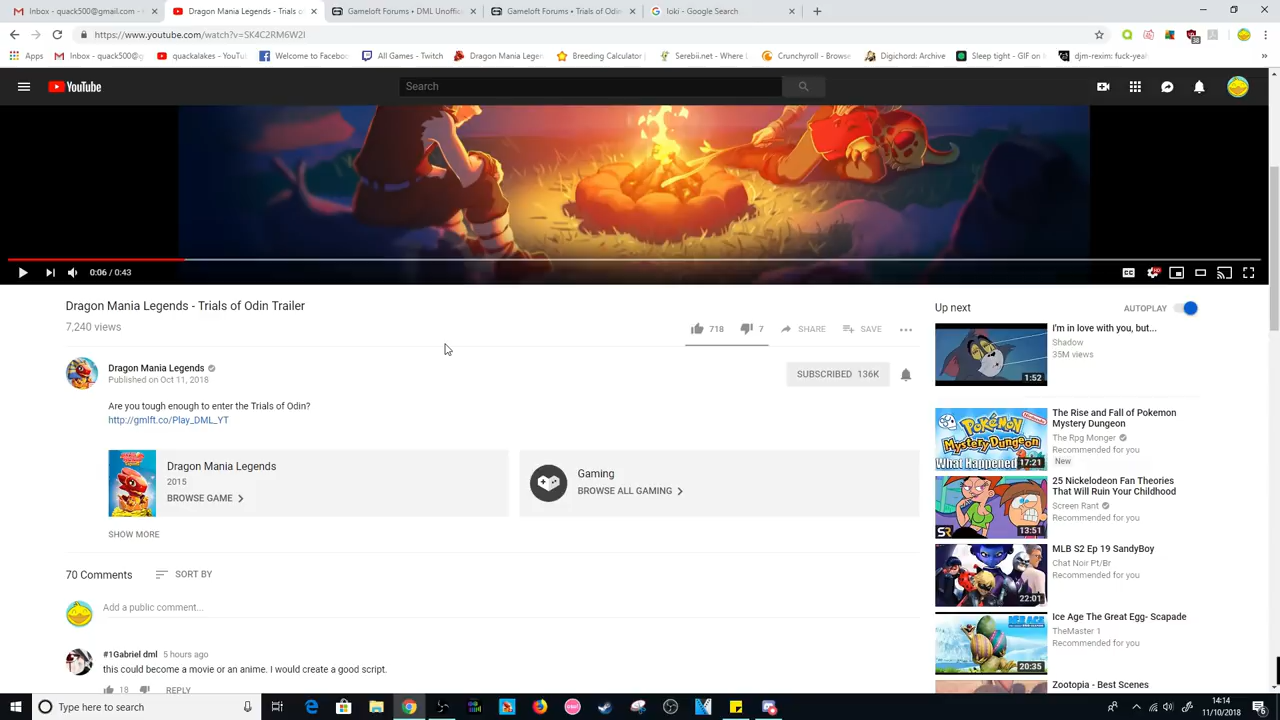 Inbox - quack500@gmail.com
Dragon Mania Legends - Trials of
Gameloft Forums • DML Unoffic
Gameloft Forums • Trials of Odin
loki - Google Search
https://www.youtube.com/watch?v=SK4C2RM6W2I
Apps
Inbox - quack500@g
quackalakes - YouTu
Welcome to Facebo
All Games - Twitch
Dragon Mania Legen
Breeding Calculator
Serebii.net - Where L
Crunchyroll - Browse
Digichord: Archive
Sleep tight - GIF on
djm-rexim: fuck-yea
YouTube
Search
0:06 / 0:43
Dragon Mania Legends - Trials of Odin Trailer
7,240 views
718
7
SHARE
SAVE
Dragon Mania Legends
Published on Oct 11, 2018
SUBSCRIBED 136K
Are you tough enough to enter the Trials of Odin?
http://gmlft.co/Play_DML_YT
Dragon Mania Legends
2015
BROWSE GAME
Gaming
BROWSE ALL GAMING
SHOW MORE
70 Comments
SORT BY
Add a public comment...
#1Gabriel dml 5 hours ago
this could become a movie or an anime. I would create a good script.
18
REPLY
Up next
AUTOPLAY
I'm in love with you, but...
Shadow
35M views
1:52
The Rise and Fall of Pokemon
Mystery Dungeon
The Rpg Monger
Recommended for you
New
POKÉMON
Mystery Dungeon
What Happened
17:21
25 Nickelodeon Fan Theories
That Will Ruin Your Childhood
Screen Rant
Recommended for you
SR
13:51
MLB S2 Ep 19 SandyBoy
Chat Noir Pt/Br
Recommended for you
22:01
Ice Age The Great Egg- Scapade
TheMaster 1
Recommended for you
20:35
Zootopia - Best Scenes
Type here to search
14:14
11/10/2018